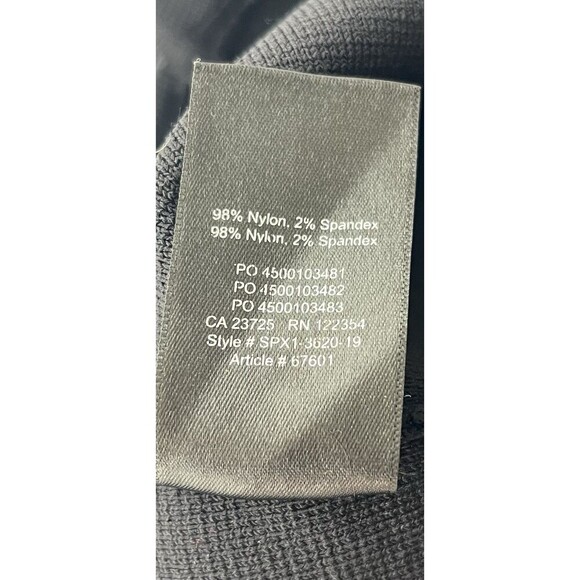 98% Nylon, 2% Spandex
98% Nylon, 2% Spandex
PO 4500103481
PO 4500103482
PO 4500103483
CA 23725 RN 122354
Style # SPX1-3620-19
Article # 67601